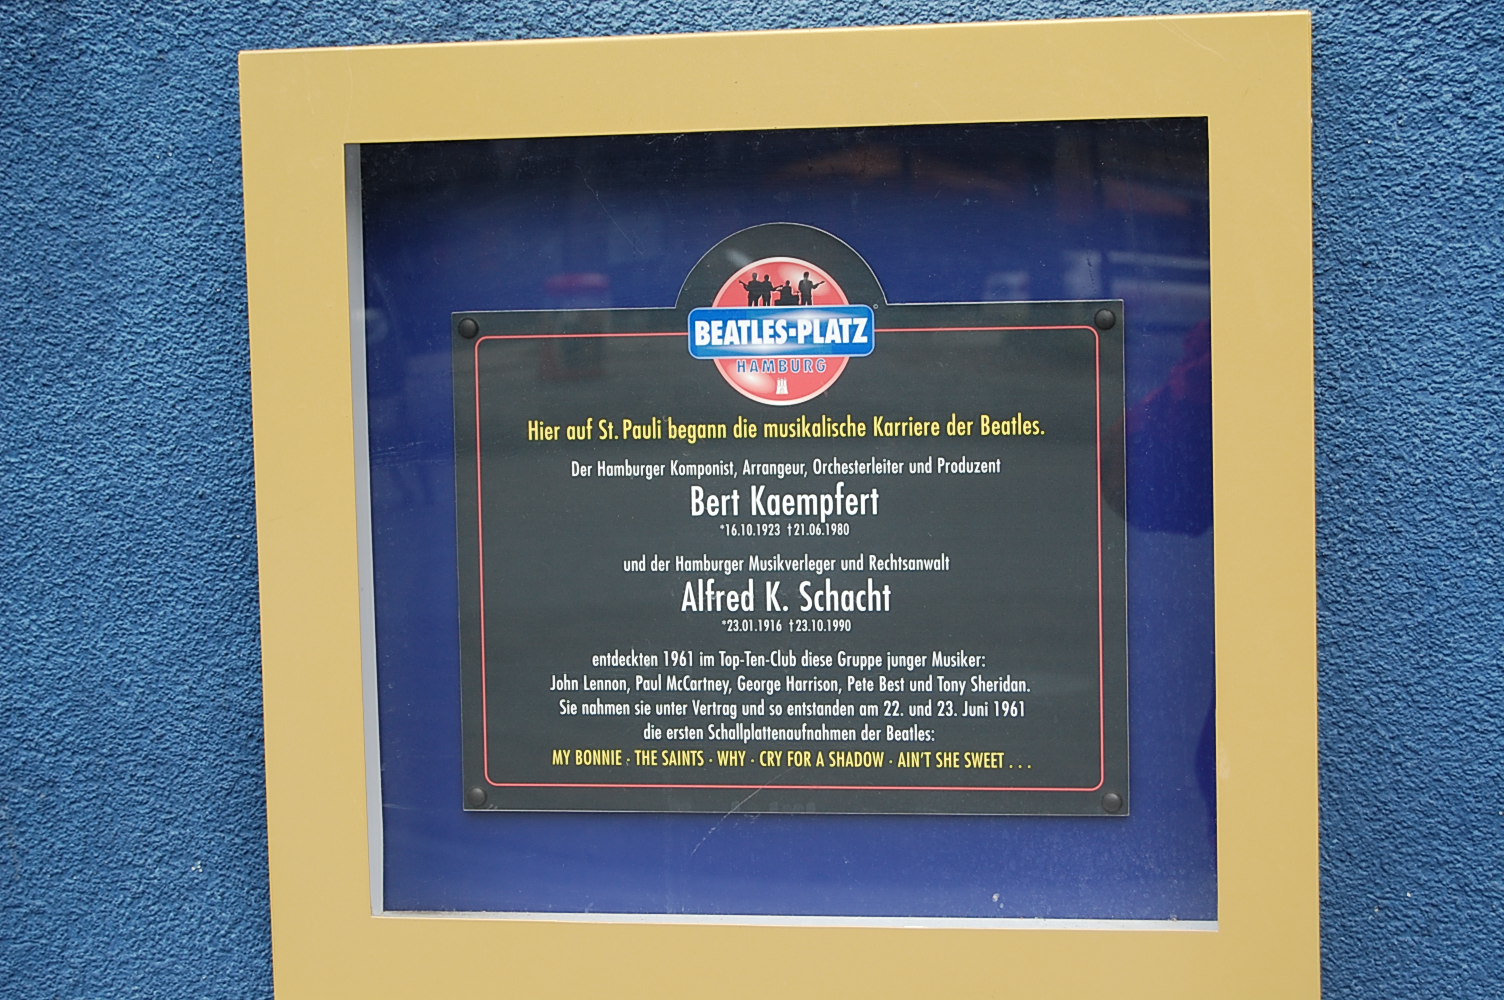 BEATLES-PLATZ
HAMBURG
Hier auf St. Pauli begann die musikalische Karriere der Beatles.
Der Hamburger Komponist, Arrangeur, Orchesterleiter und Produzent
Bert Kaempfert
*16.10.1923 †21.06.1980
und der Hamburger Musikverleger und Rechtsanwalt
Alfred K. Schacht
*23.01.1916 †23.10.1990
entdeckten 1961 im Top-Ten-Club diese Gruppe junger Musiker:
John Lennon, Paul McCartney, George Harrison, Pete Best und Tony Sheridan.
Sie nahmen sie unter Vertrag und so entstanden am 22. und 23. Juni 1961
die ersten Schallplattenaufnahmen der Beatles:
MY BONNIE · THE SAINTS · WHY · CRY FOR A SHADOW · AIN'T SHE SWEET . . .